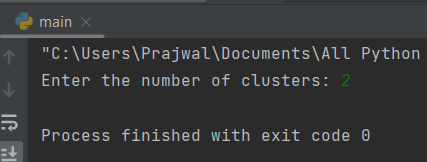 main
"C:\Users\Prajwal\Documents\All Python
Enter the number of clusters: 2
Process finished with exit code 0